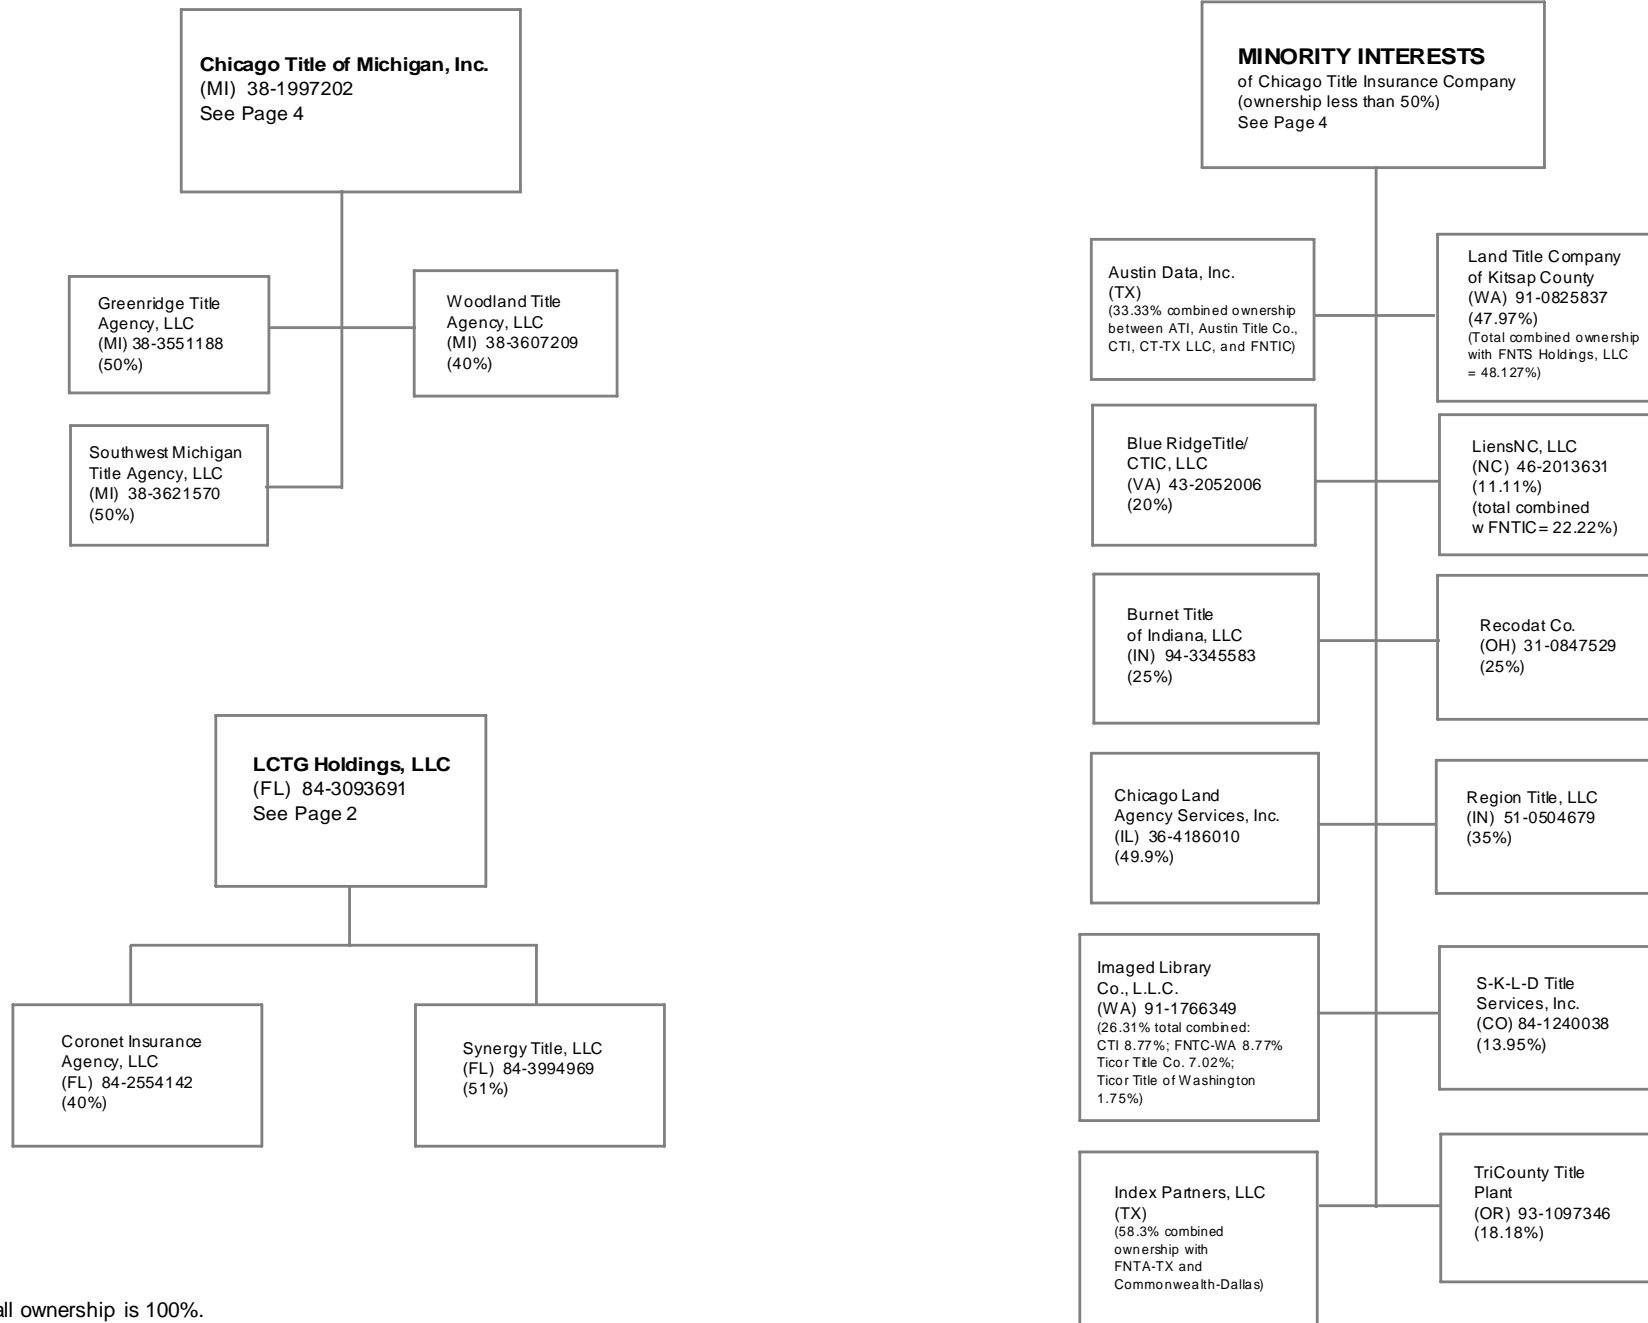 Chicago Title of Michigan, Inc.
(MI) 38-1997202
See Page 4
Greenridge Title
Agency, LLC
(MI) 38-3551188
(50%)
Woodland Title
Agency, LLC
(MI) 38-3607209
(40%)
Southwest Michigan
Title Agency, LLC
(MI) 38-3621570
(50%)
LCTG Holdings, LLC
(FL) 84-3093691
See Page 2
Coronet Insurance
Agency, LLC
(FL) 84-2554142
(40%)
Synergy Title, LLC
(FL) 84-3994969
(51%)
all ownership is 100%.
MINORITY INTERESTS
of Chicago Title Insurance Company
(ownership less than 50%)
See Page 4
Austin Data, Inc.
(TX)
(33.33% combined ownership
between ATI, Austin Title Co.,
CTI, CT-TX LLC, and FNTIC)
Land Title Company
of Kitsap County
(WA) 91-0825837
(47.97%)
(Total combined ownership
with FNTS Holdings, LLC
= 48.127%)
Blue RidgeTitle/
CTIC, LLC
(VA) 43-2052006
(20%)
LiensNC, LLC
(NC) 46-2013631
(11.11%)
(total combined
w FNTIC= 22.22%)
Burnet Title
of Indiana, LLC
(IN) 94-3345583
(25%)
Recodat Co.
(OH) 31-0847529
(25%)
Chicago Land
Agency Services, Inc.
(IL) 36-4186010
(49.9%)
Region Title, LLC
(IN) 51-0504679
(35%)
Imaged Library
Co., L.L.C.
(WA) 91-1766349
(26.31% total combined:
CTI 8.77%; FNTC-WA 8.77%
Ticor Title Co. 7.02%;
Ticor Title of Washington
1.75%)
S-K-L-D Title
Services, Inc.
(CO) 84-1240038
(13.95%)
Index Partners, LLC
(TX)
(58.3% combined
ownership with
FNTA-TX and
Commonwealth-Dallas)
TriCounty Title
Plant
(OR) 93-1097346
(18.18%)